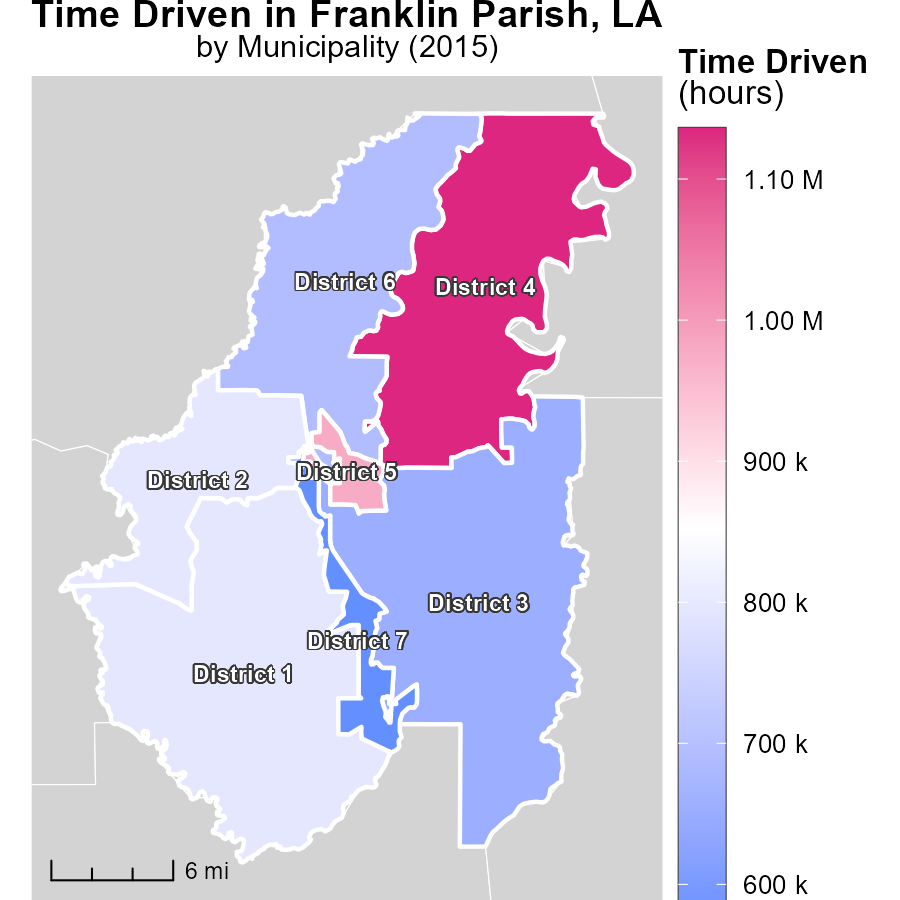 Time Driven in Franklin Parish, LA
by Municipality (2015)
Time Driven
(hours)
1.10 M
1.00 M
900 k
800 k
700 k
600 k
District 6
District 4
District 5
District 2
District 3
District 7
District 1
6 mi